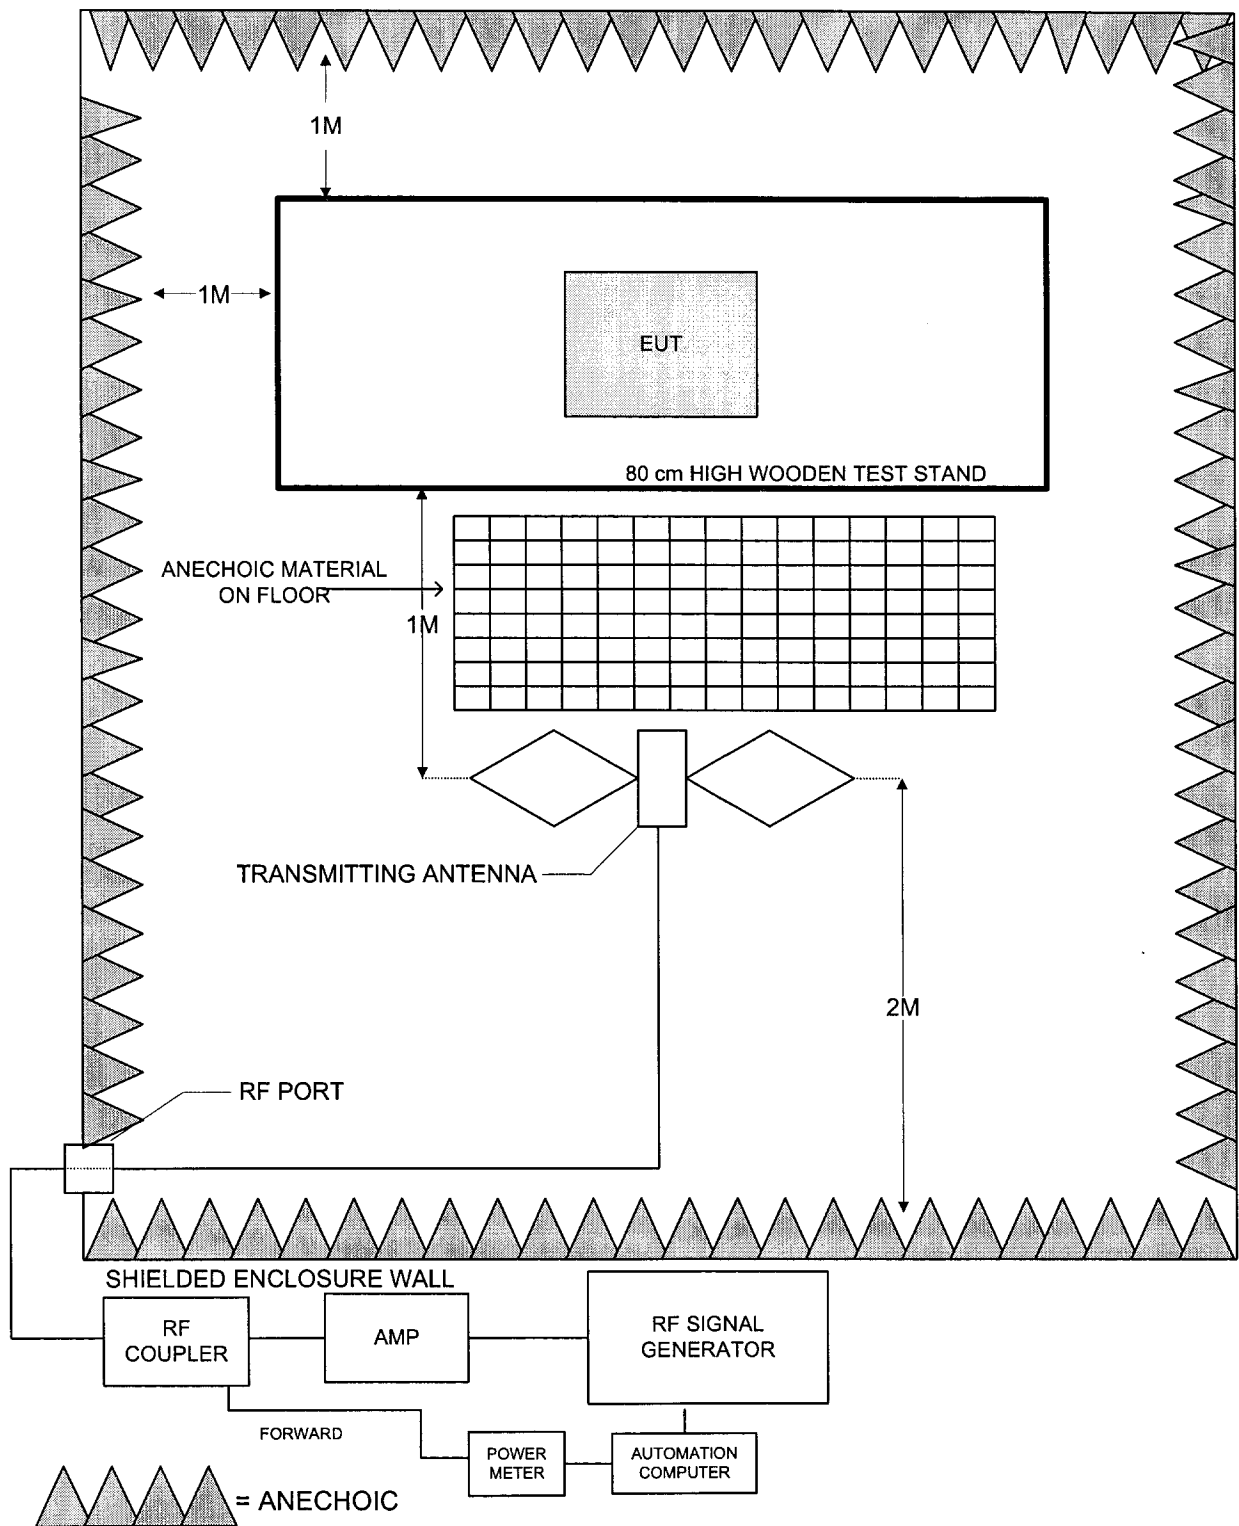 1M
1M
EUT
80 cm HIGH WOODEN TEST STAND
ANECHOIC MATERIAL
ON FLOOR
1M
TRANSMITTING ANTENNA
2M
RF PORT
SHIELDED ENCLOSURE WALL
RF
COUPLER
AMP
RF SIGNAL
GENERATOR
FORWARD
POWER
METER
AUTOMATION
COMPUTER
= ANECHOIC